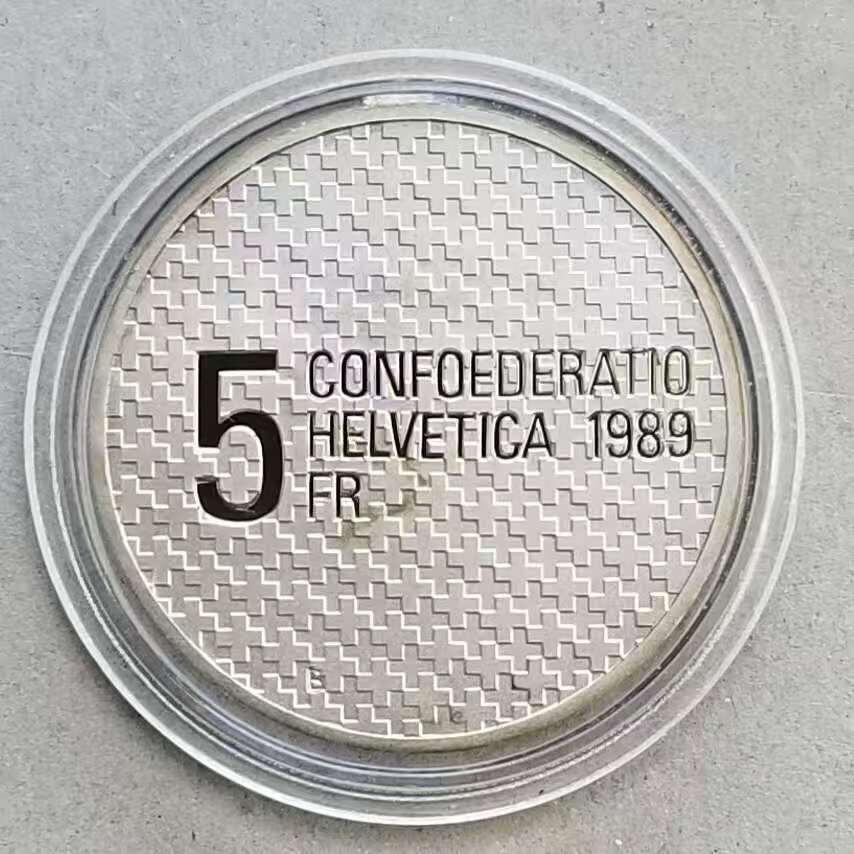 5
CONFOEDERATIO
HELVETICA 1989
FR